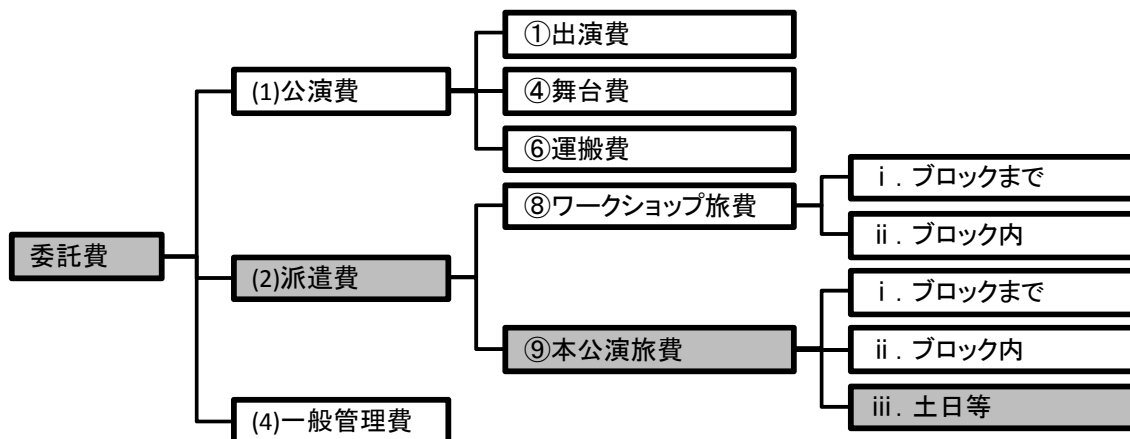 ①出演費
(1)公演費
④舞台費
⑥運搬費
ⅰ．ブロックまで
⑧ワークショップ旅費
ⅱ．ブロック内
委託費
(2)派遣費
ⅰ．ブロックまで
⑨本公演旅費
ⅱ．ブロック内
ⅲ．土日等
(4)一般管理費